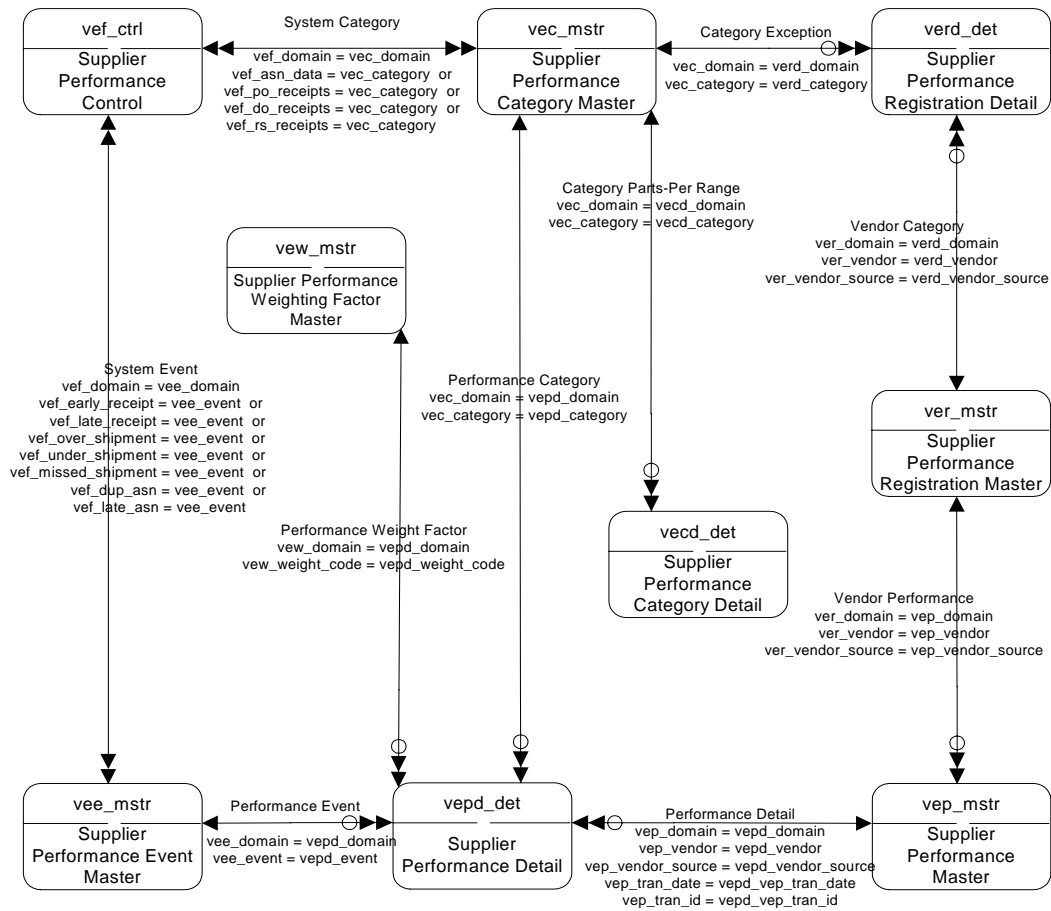 vef_ctrl
Supplier
Performance
Control
System Category
vef_domain = vec_domain
vef_asn_data = vec_category or
vef_po_receipts = vec_category or
vef_do_receipts = vec_category or
vef_rs_receipts = vec_category
vec_mstr
Supplier
Performance
Category Master
Category Exception
vec_domain = verd_domain
vec_category = verd_category
verd_det
Supplier
Performance
Registration Detail
Category Parts-Per Range
vec_domain = vecd_domain
vec_category = vecd_category
Vendor Category
ver_domain = verd_domain
ver_vendor = verd_vendor
ver_vendor_source = verd_vendor_source
vew_mstr
Supplier Performance
Weighting Factor
Master
System Event
vef_domain = vee_domain
vef_early_receipt = vee_event or
vef_late_receipt = vee_event or
vef_over_shipment = vee_event or
vef_under_shipment = vee_event or
vef_missed_shipment = vee_event or
vef_dup_asn = vee_event or
vef_late_asn = vee_event
Performance Category
vec_domain = vepd_domain
vec_category = vepd_category
ver_mstr
Supplier
Performance
Registration Master
Performance Weight Factor
vew_domain = vepd_domain
vew_weight_code = vepd_weight_code
vecd_det
Supplier
Performance
Category Detail
Vendor Performance
ver_domain = vep_domain
ver_vendor = vep_vendor
ver_vendor_source = vep_vendor_source
vee_mstr
Supplier
Performance Event
Master
Performance Event
vee_domain = vepd_domain
vee_event = vepd_event
vepd_det
Supplier
Performance Detail
Performance Detail
vep_domain = vepd_domain
vep_vendor = vepd_vendor
vep_vendor_source = vepd_vendor_source
vep_tran_date = vepd_vep_tran_date
vep_tran_id = vepd_vep_tran_id
vep_mstr
Supplier
Performance
Master